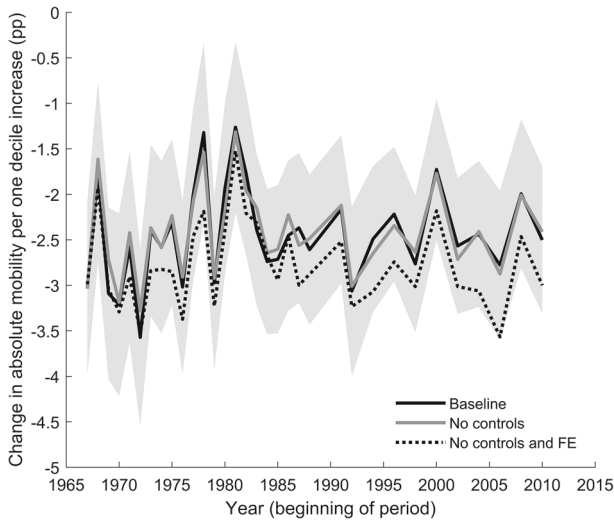 Change in absolute mobility per one decile increase (pp)
0
-0.5
-1
-1.5
-2
-2.5
-3
-3.5
-4
-4.5
-5
Baseline
No controls
No controls and FE
1965 1970 1975 1980 1985 1990 1995 2000 2005 2010 2015
Year (beginning of period)